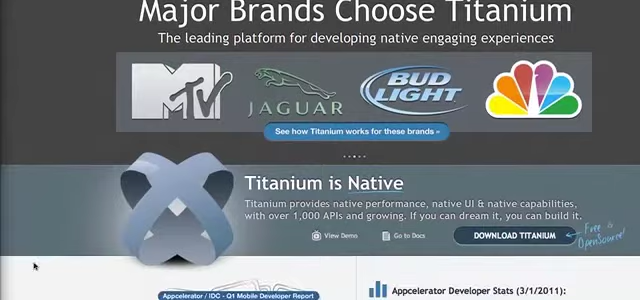 Major Brands Choose Titanium
The leading platform for developing native engaging experiences
MTV
JAGUAR
BUD LIGHT
See how Titanium works for these brands »
Titanium is Native
Titanium provides native performance, native UI & native capabilities,
with over 1,000 APIs and growing. If you can dream it, you can build it.
View Demo
Go to Docs
DOWNLOAD TITANIUM
Free & OpenSource!
Appcelerator / IDC - Q1 Mobile Developer Report
Appcelerator Developer Stats (3/1/2011):